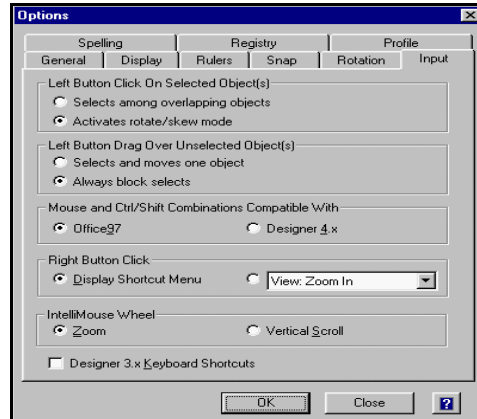 Options
Spelling Registry Profile
General Display Rulers Snap Rotation Input
Left Button Click On Selected Object(s)
Selects among overlapping objects
Activates rotate/skew mode
Left Button Drag Over Unselected Object(s)
Selects and moves one object
Always block selects
Mouse and Ctrl/Shift Combinations Compatible With
Office97 Designer 4.x
Right Button Click
Display Shortcut Menu View: Zoom In
IntelliMouse Wheel
Zoom Vertical Scroll
Designer 3.x Keyboard Shortcuts
OK Close ?